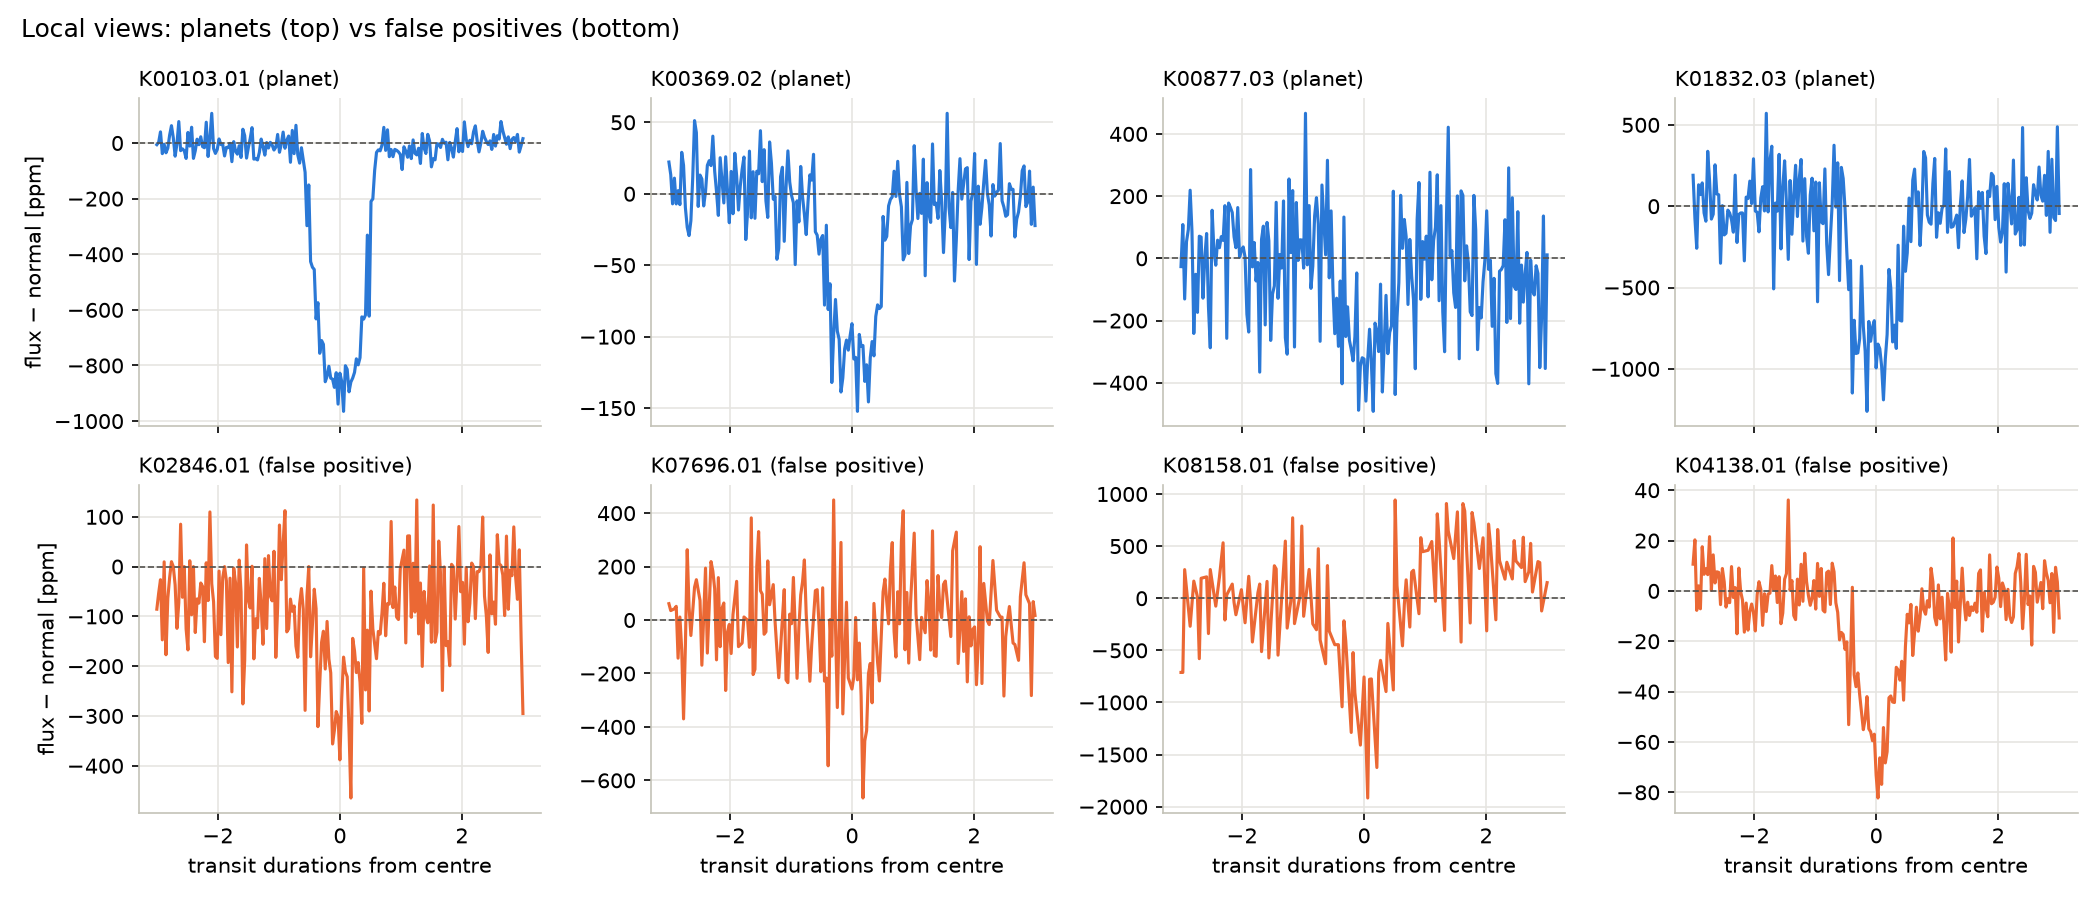 Local views: planets (top) vs false positives (bottom)
K00103.01 (planet)
K00369.02 (planet)
K00877.03 (planet)
K01832.03 (planet)
flux − normal [ppm]
0
−200
−400
−600
−800
−1000
50
0
−50
−100
−150
400
200
0
−200
−400
500
0
−500
−1000
K02846.01 (false positive)
K07696.01 (false positive)
K08158.01 (false positive)
K04138.01 (false positive)
flux − normal [ppm]
100
0
−100
−200
−300
−400
400
200
0
−200
−400
−600
1000
500
0
−500
−1000
−1500
−2000
40
20
0
−20
−40
−60
−80
−2 0 2
−2 0 2
−2 0 2
−2 0 2
transit durations from centre
transit durations from centre
transit durations from centre
transit durations from centre